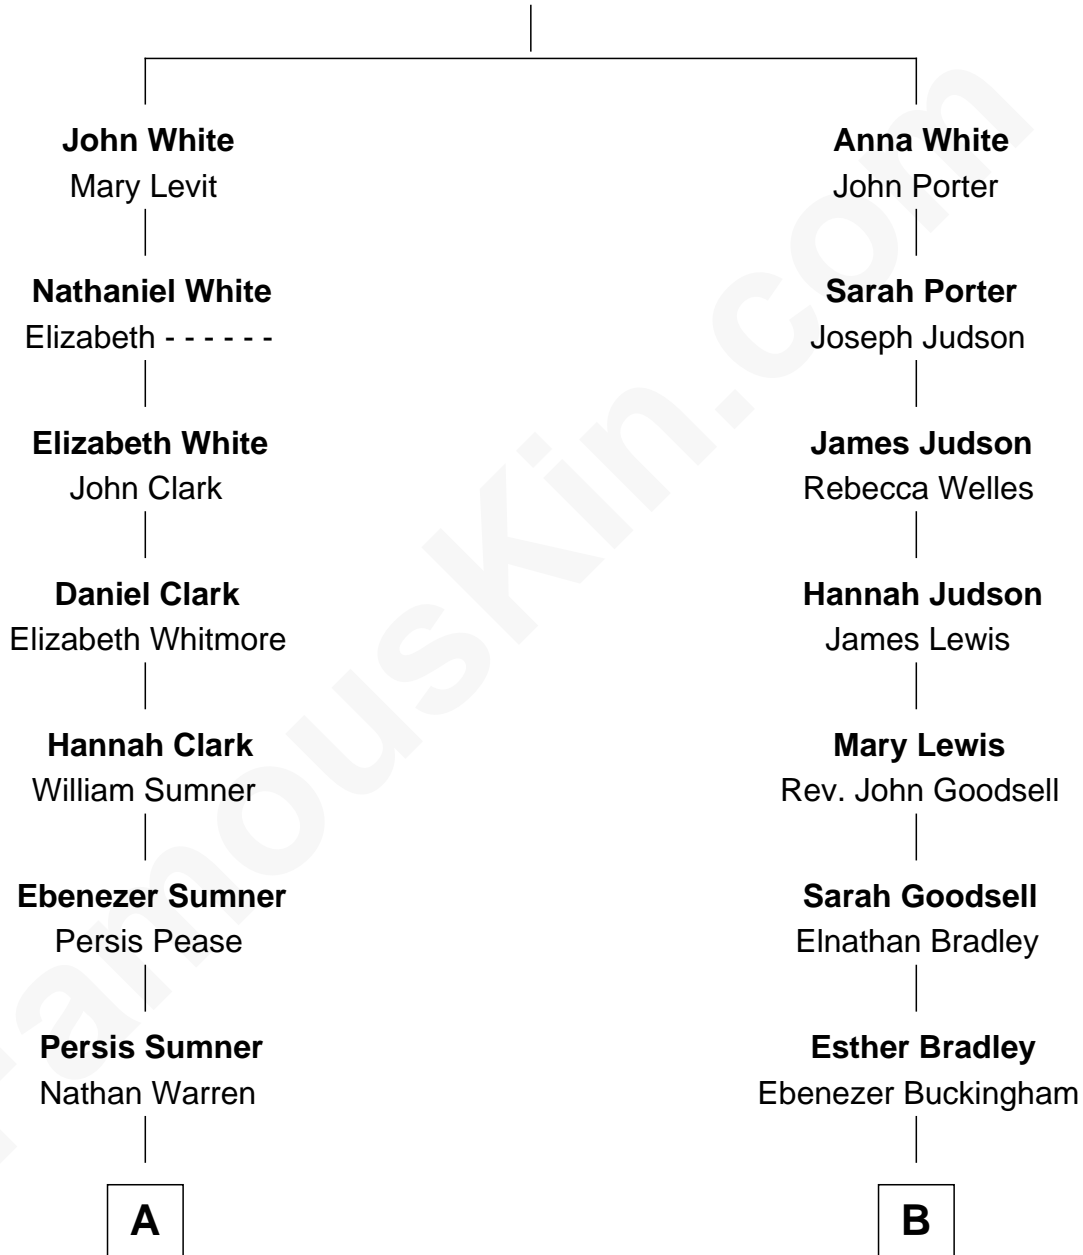 John White
Mary Levit
Anna White
John Porter
Nathaniel White
Elizabeth - - - - - -
Sarah Porter
Joseph Judson
Elizabeth White
John Clark
James Judson
Rebecca Welles
Daniel Clark
Elizabeth Whitmore
Hannah Judson
James Lewis
Hannah Clark
William Sumner
Mary Lewis
Rev. John Goodsell
Ebenezer Sumner
Persis Pease
Sarah Goodsell
Elnathan Bradley
Persis Sumner
Nathan Warren
Esther Bradley
Ebenezer Buckingham
A
B
FamousKin.com